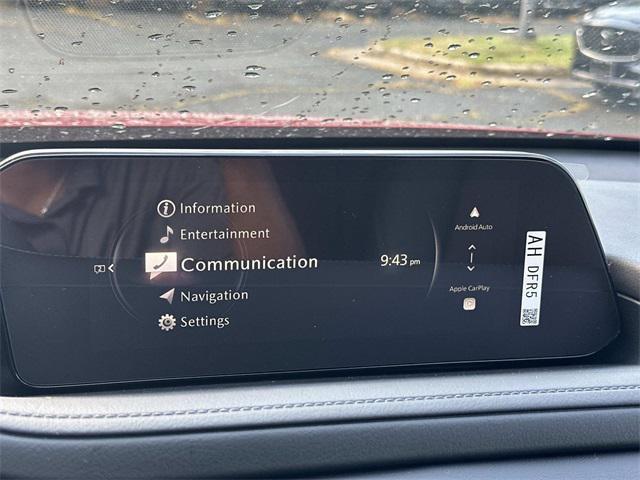 Information
Entertainment
Communication
Navigation
Settings
9:43 pm
Android Auto
Apple CarPlay
AH DFR5